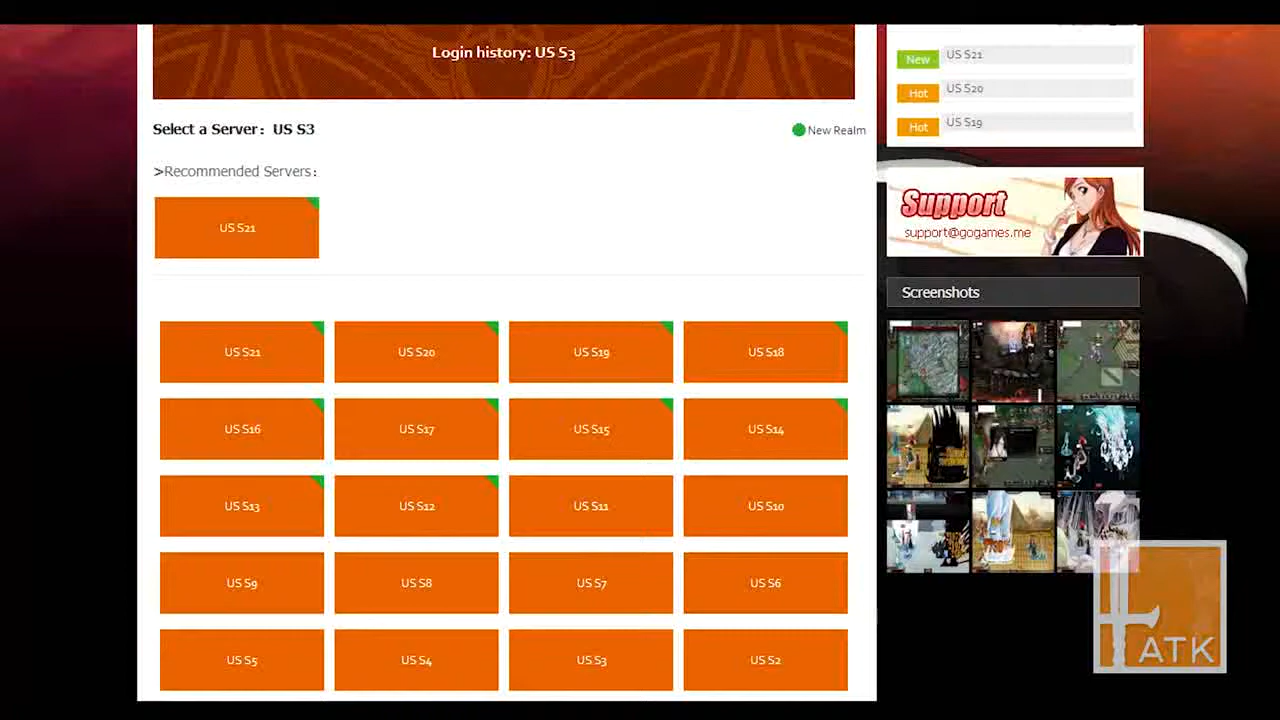 Login history: US S3
Select a Server：US S3
New Realm
>Recommended Servers：
US S21
US S21
US S20
US S19
US S18
US S16
US S17
US S15
US S14
US S13
US S12
US S11
US S10
US S9
US S8
US S7
US S6
US S5
US S4
US S3
US S2
New US S21
Hot US S20
Hot US S19
Support
support@gogames.me
Screenshots
ATK